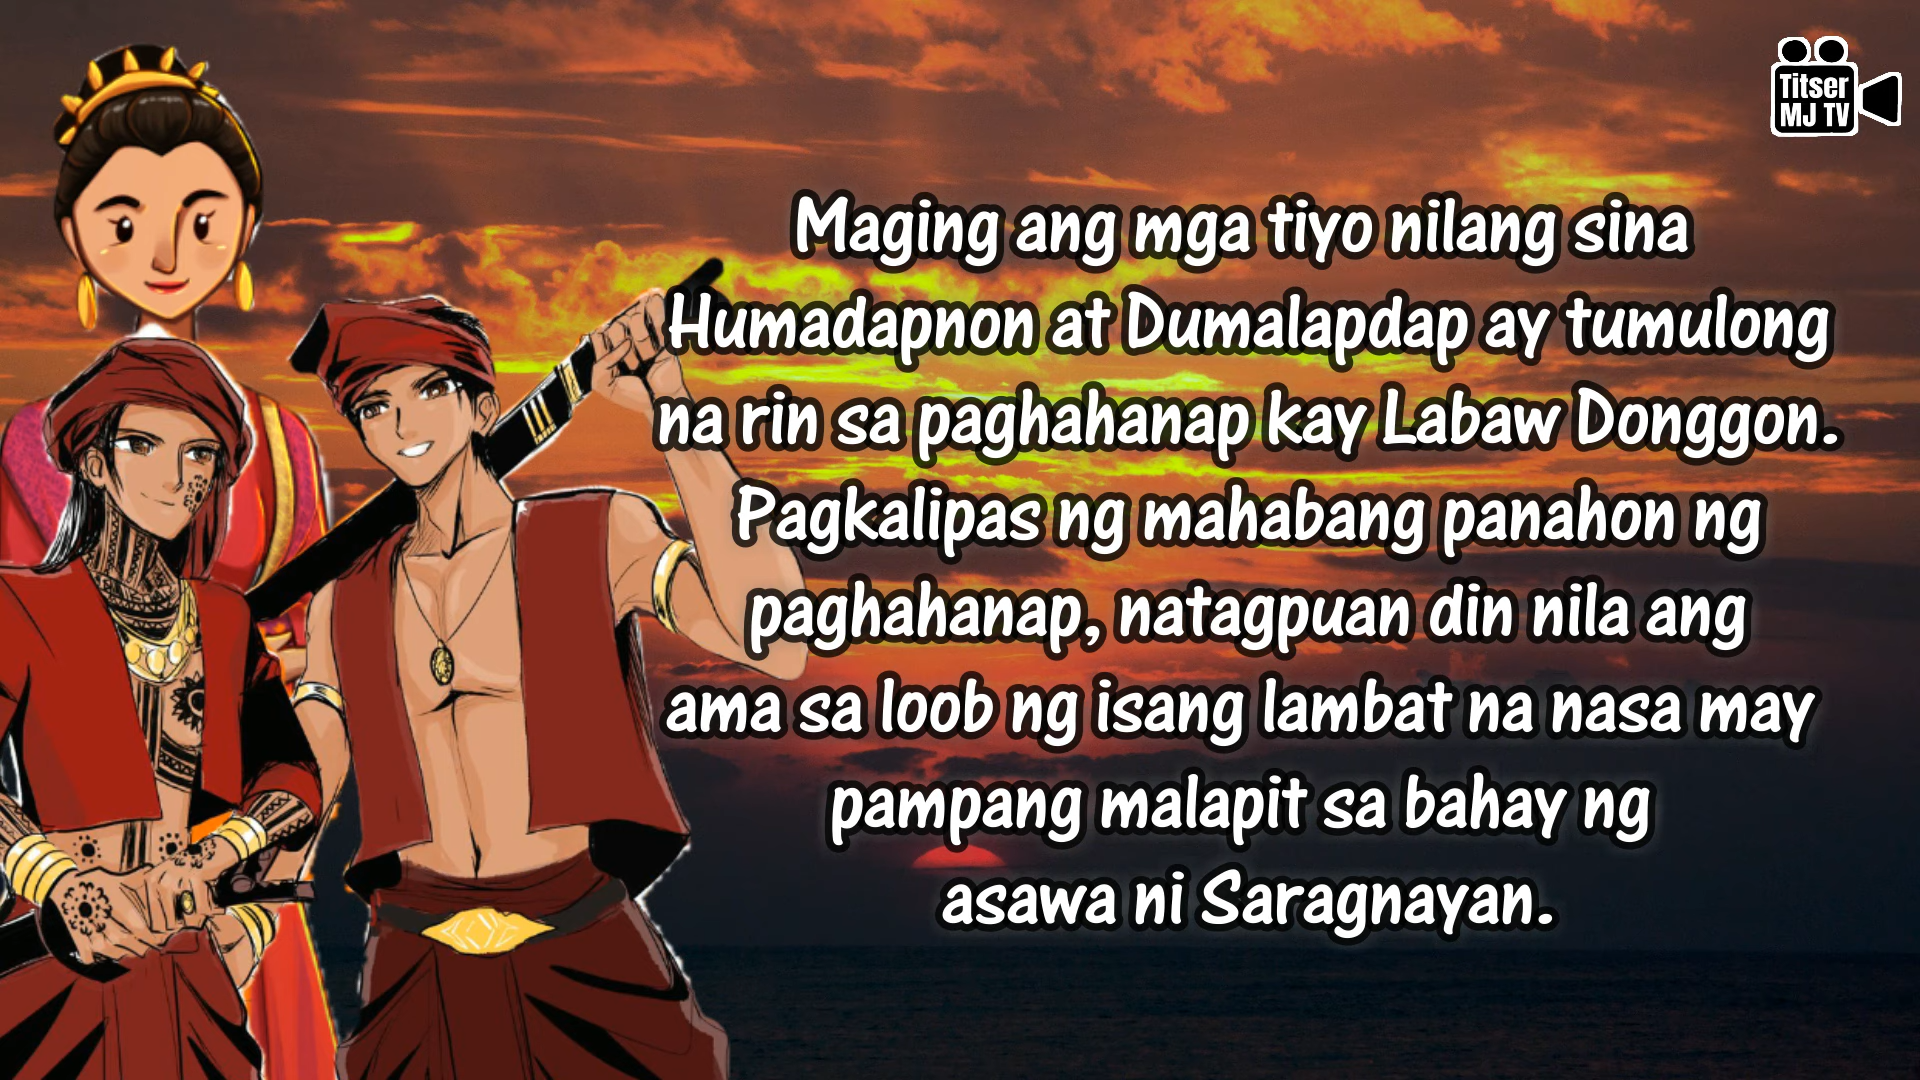 Titser
MJ TV
Maging ang mga tiyo nilang sina
Humadapnon at Dumalapdap ay tumulong
na rin sa paghahanap kay Labaw Donggon.
Pagkalipas ng mahabang panahon ng
paghahanap, natagpuan din nila ang
ama sa loob ng isang lambat na nasa may
pampang malapit sa bahay ng
asawa ni Saragnayan.